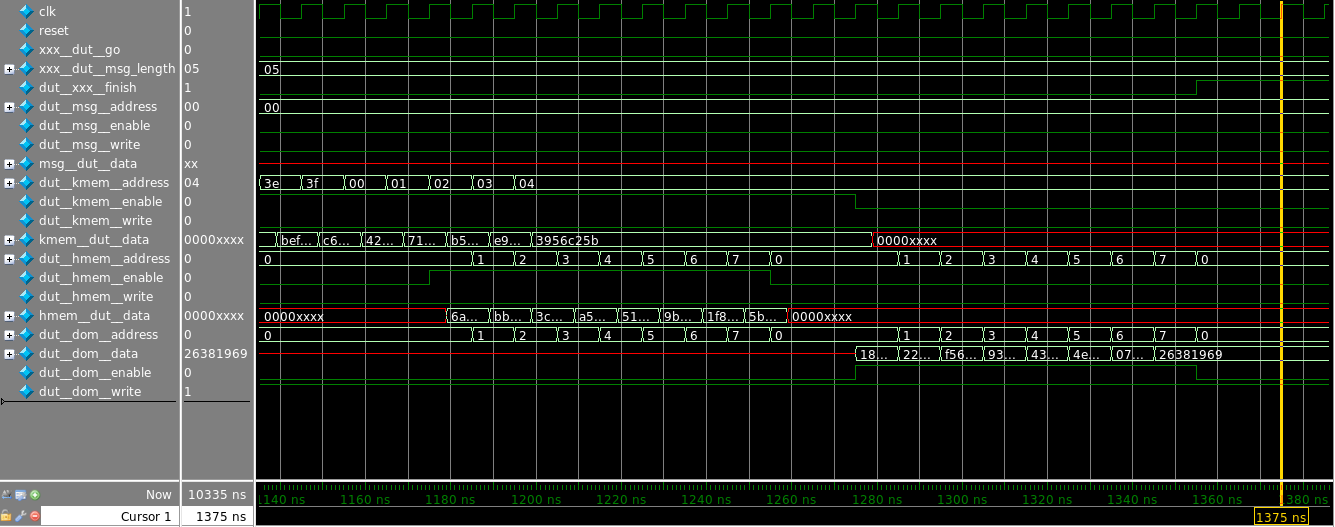 clk 1
reset 0
xxx__dut__go 0
xxx__dut__msg_length 05 05
dut__xxx__finish 1
dut__msg__address 00 00
dut__msg__enable 0
dut__msg__write 0
msg__dut__data xx
dut__kmem__address 04 3e 3f 00 01 02 03 04
dut__kmem__enable 0
dut__kmem__write 0
kmem__dut__data 0000xxxx bef... c6... 42... 71... b5... e9... 3956c25b 0000xxxx
dut__hmem__address 0 0 1 2 3 4 5 6 7 0 1 2 3 4 5 6 7 0
dut__hmem__enable 0
dut__hmem__write 0
hmem__dut__data 0000xxxx 0000xxxx 6a... bb... 3c... a5... 51... 9b... 1f8... 5b... 0000xxxx
dut__dom__address 0 0 1 2 3 4 5 6 7 0 1 2 3 4 5 6 7 0
dut__dom__data 26381969 18... 22... f56... 93... 43... 4e... 07... 26381969
dut__dom__enable 0
dut__dom__write 1
Now 10335 ns 1140 ns 1160 ns 1180 ns 1200 ns 1220 ns 1240 ns 1260 ns 1280 ns 1300 ns 1320 ns 1340 ns 1360 ns 1380 ns
Cursor 1 1375 ns 1375 ns